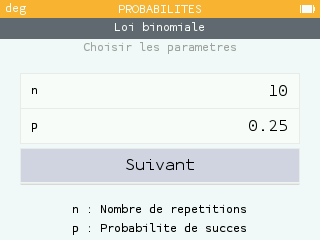 deg PROBABILITES
Loi binomiale
Choisir les parametres
n 10
p 0.25
Suivant
n : Nombre de repetitions
p : Probabilite de succes